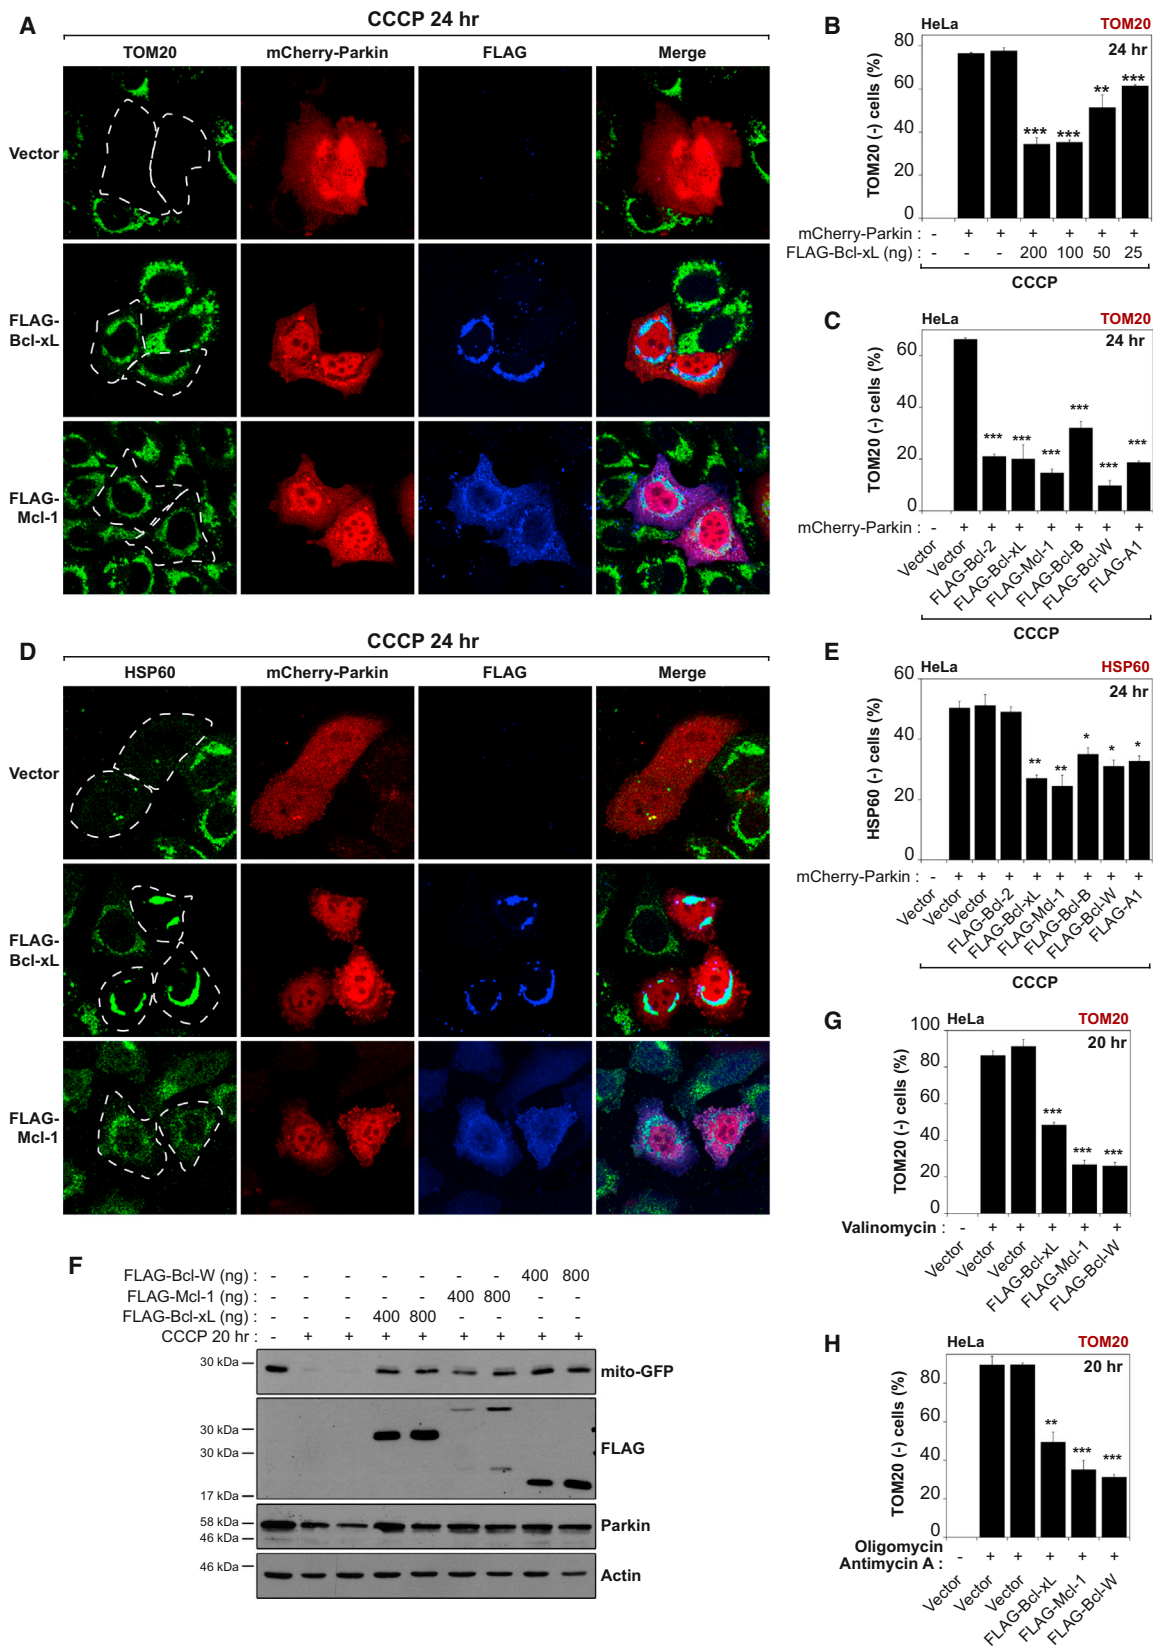 A
CCCP 24 hr
TOM20 mCherry-Parkin FLAG Merge
Vector
FLAG-
Bcl-xL
FLAG-
Mcl-1
B
HeLa TOM20
24 hr
TOM20 (-) cells (%)
80
60
40
20
0
*** *** ** ***
mCherry-Parkin : - + + + + + +
FLAG-Bcl-xL (ng) : - - - 200 100 50 25
CCCP
C
HeLa TOM20
24 hr
TOM20 (-) cells (%)
60
40
20
0
*** *** *** *** *** ***
mCherry-Parkin : - + + + + + + +
Vector Vector FLAG-Bcl-2 FLAG-Bcl-xL FLAG-Mcl-1 FLAG-Bcl-B FLAG-Bcl-W FLAG-A1
CCCP
D
CCCP 24 hr
HSP60 mCherry-Parkin FLAG Merge
Vector
FLAG-
Bcl-xL
FLAG-
Mcl-1
E
HeLa HSP60
24 hr
HSP60 (-) cells (%)
60
40
20
0
** ** * * *
mCherry-Parkin : - + + + + + + + +
Vector Vector Vector FLAG-Bcl-2 FLAG-Bcl-xL FLAG-Mcl-1 FLAG-Bcl-B FLAG-Bcl-W FLAG-A1
CCCP
F
FLAG-Bcl-W (ng) : - - - - - - - 400 800
FLAG-Mcl-1 (ng) : - - - - - 400 800 - -
FLAG-Bcl-xL (ng) : - - - 400 800 - - - -
CCCP 20 hr : - + + + + + + + +
30 kDa
mito-GFP
30 kDa
30 kDa
17 kDa
FLAG
58 kDa
46 kDa
Parkin
46 kDa
Actin
G
HeLa TOM20
20 hr
TOM20 (-) cells (%)
100
80
60
40
20
0
*** *** ***
Valinomycin : - + + + + +
Vector Vector Vector FLAG-Bcl-xL FLAG-Mcl-1 FLAG-Bcl-W
H
HeLa TOM20
20 hr
TOM20 (-) cells (%)
80
60
40
20
0
** *** ***
Oligomycin
Antimycin A : - + + + + +
Vector Vector Vector FLAG-Bcl-xL FLAG-Mcl-1 FLAG-Bcl-W